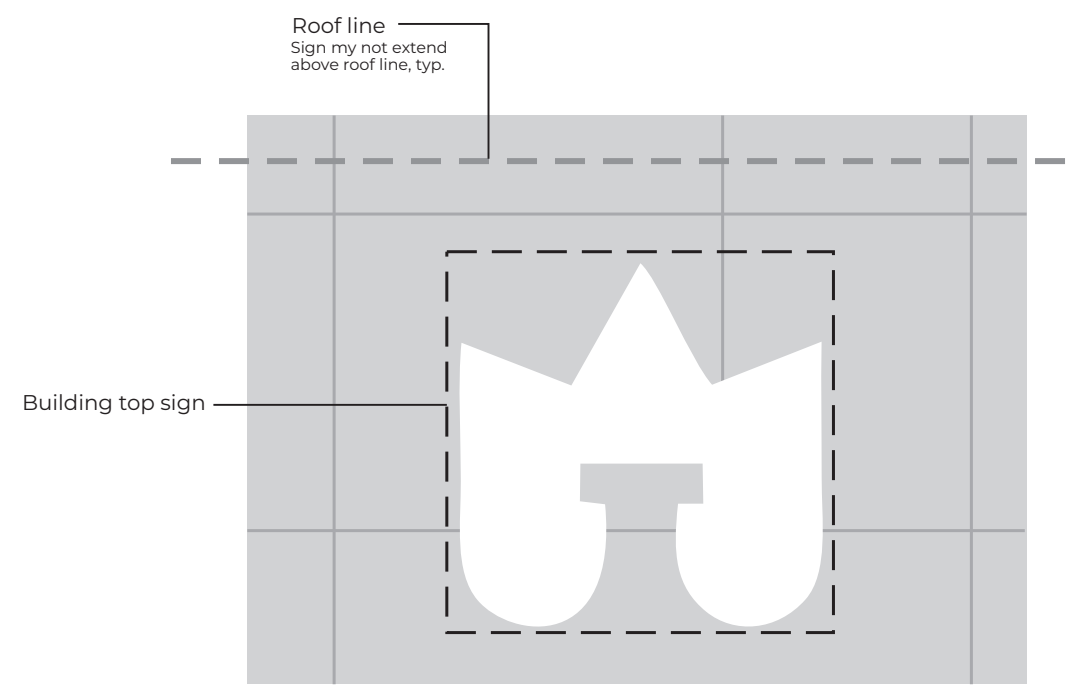 Roof line
Sign my not extend
above roof line, typ.
Building top sign